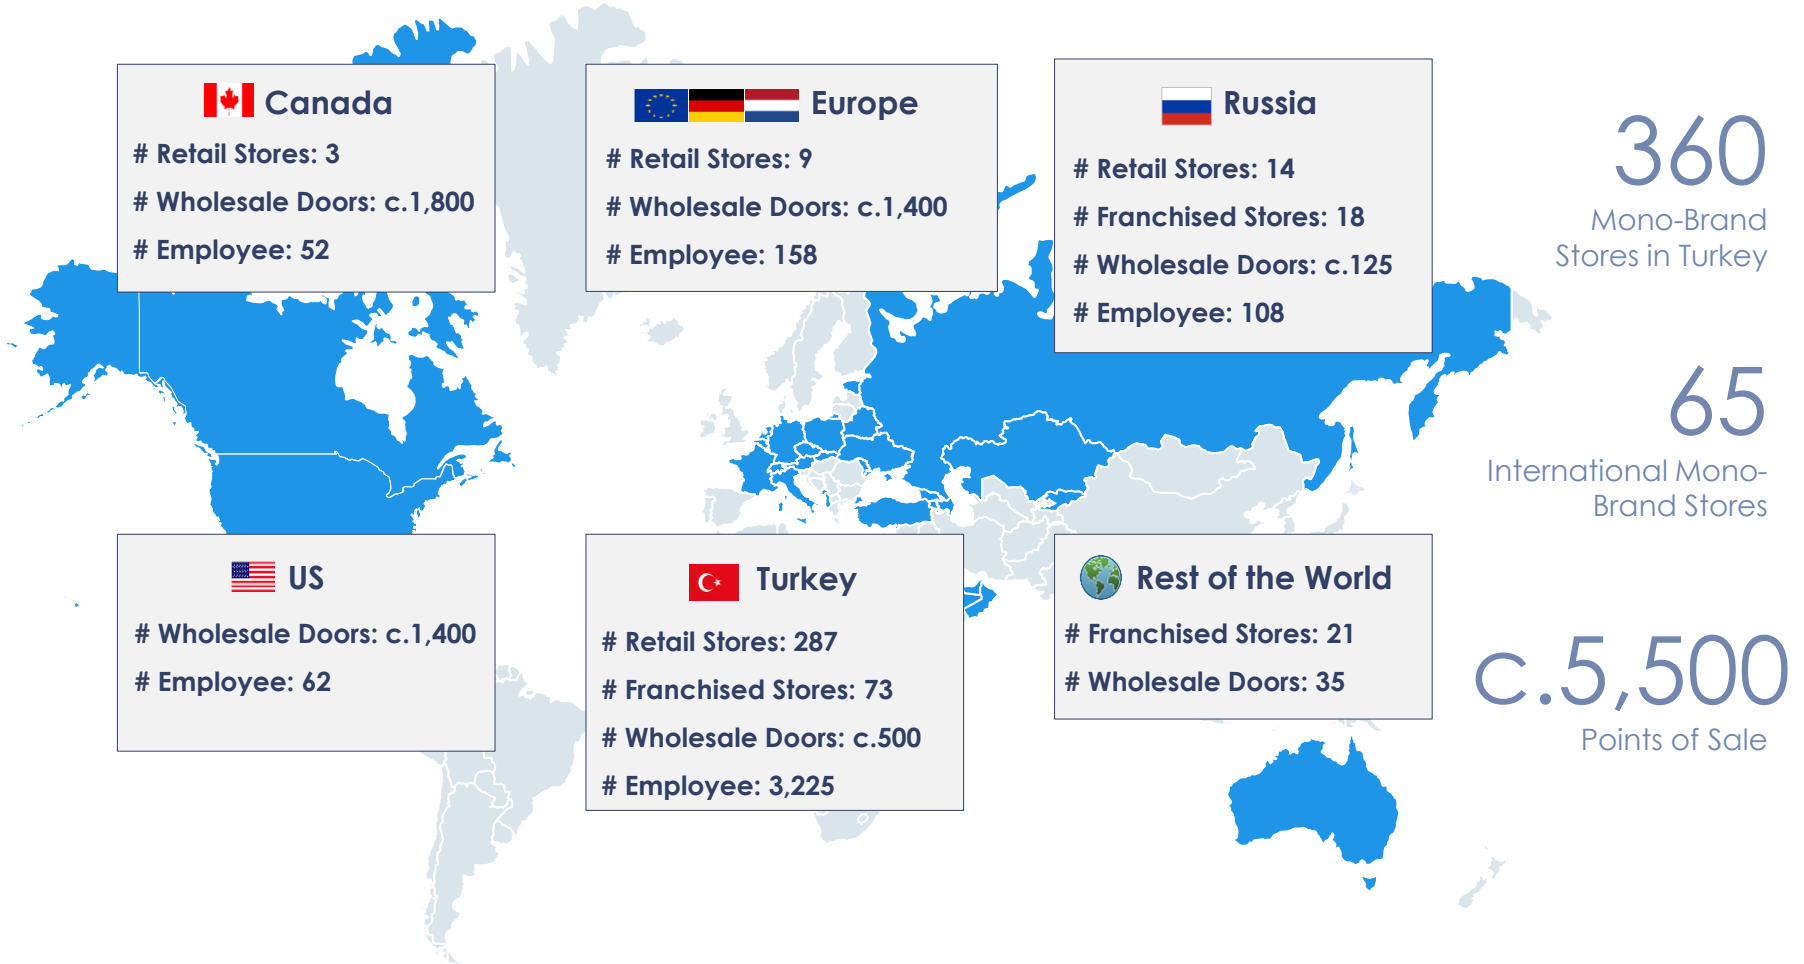 Canada
# Retail Stores: 3
# Wholesale Doors: c.1,800
# Employee: 52
Europe
# Retail Stores: 9
# Wholesale Doors: c.1,400
# Employee: 158
Russia
# Retail Stores: 14
# Franchised Stores: 18
# Wholesale Doors: c.125
# Employee: 108
US
# Wholesale Doors: c.1,400
# Employee: 62
Turkey
# Retail Stores: 287
# Franchised Stores: 73
# Wholesale Doors: c.500
# Employee: 3,225
Rest of the World
# Franchised Stores: 21
# Wholesale Doors: 35
360
Mono-Brand
Stores in Turkey
65
International Mono-
Brand Stores
c.5,500
Points of Sale